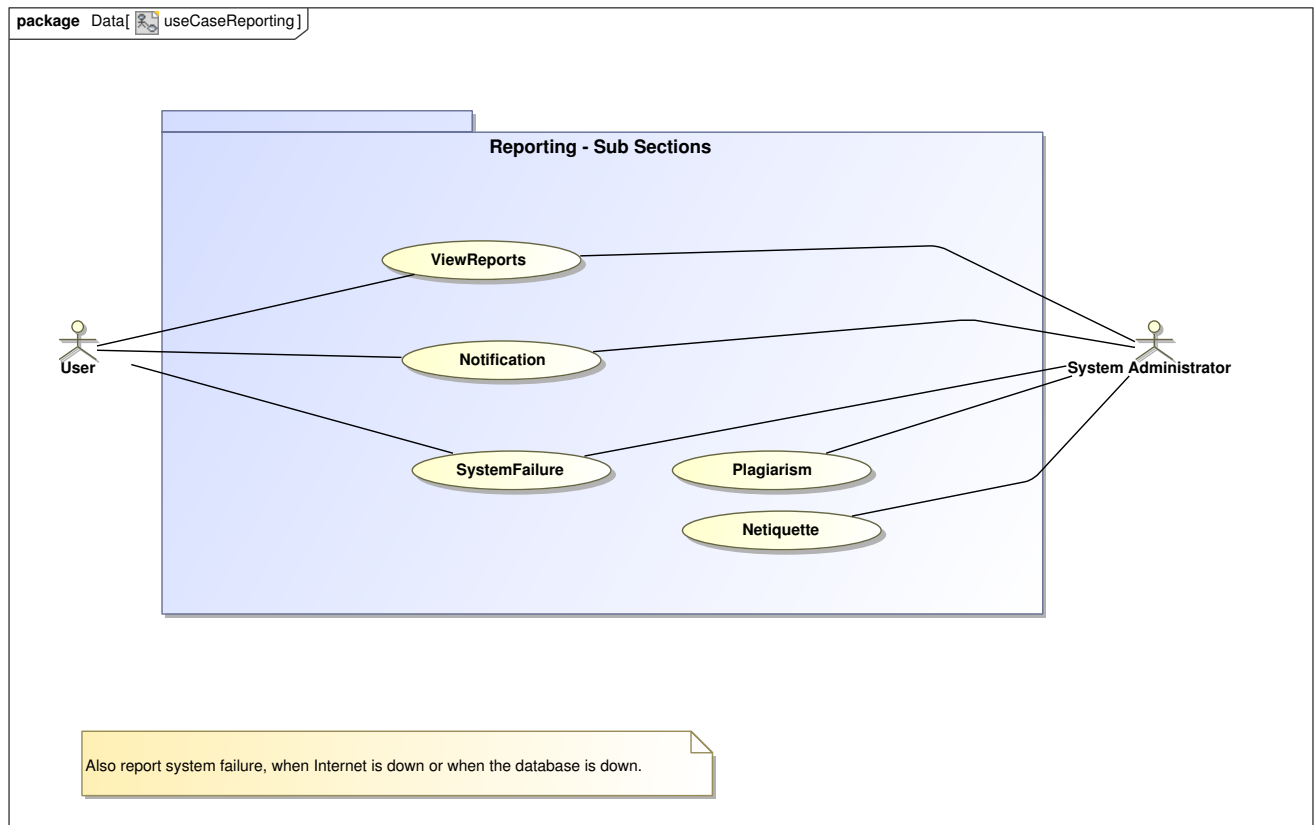 package Data[ useCaseReporting ]
Reporting - Sub Sections
ViewReports
User
Notification
System Administrator
SystemFailure
Plagiarism
Netiquette
Also report system failure, when Internet is down or when the database is down.